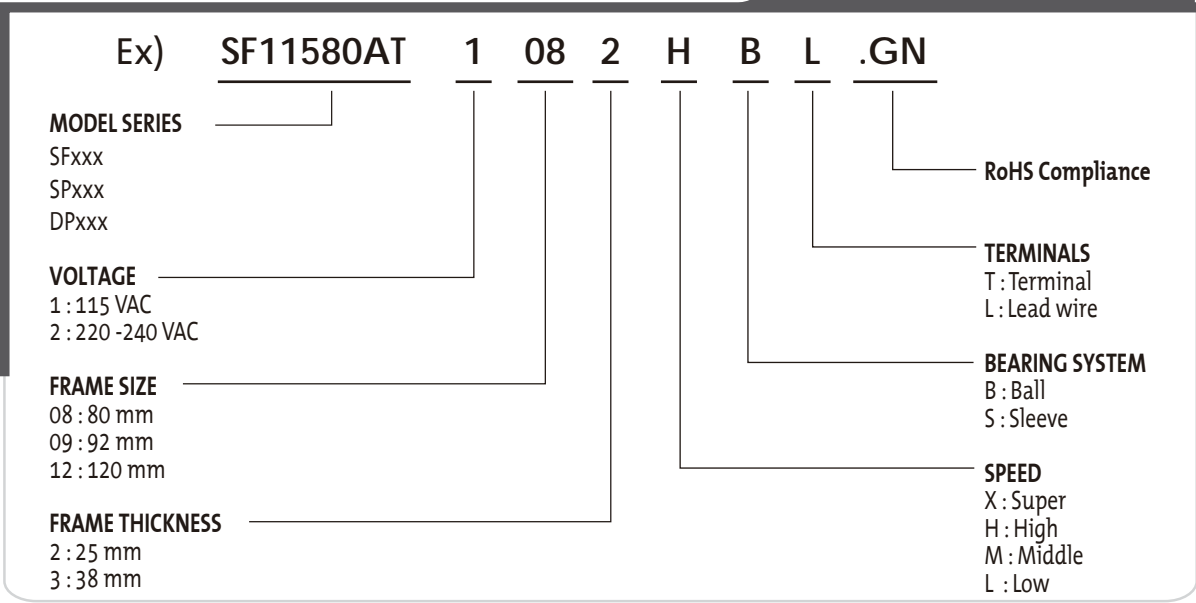 Ex) SF11580AT 1 08 2 H B L .GN
MODEL SERIES
SFxxx
SPxxx
DPxxx
VOLTAGE
1 : 115 VAC
2 : 220 -240 VAC
FRAME SIZE
08 : 80 mm
09 : 92 mm
12 : 120 mm
FRAME THICKNESS
2 : 25 mm
3 : 38 mm
RoHS Compliance
TERMINALS
T : Terminal
L : Lead wire
BEARING SYSTEM
B : Ball
S : Sleeve
SPEED
X : Super
H : High
M : Middle
L : Low